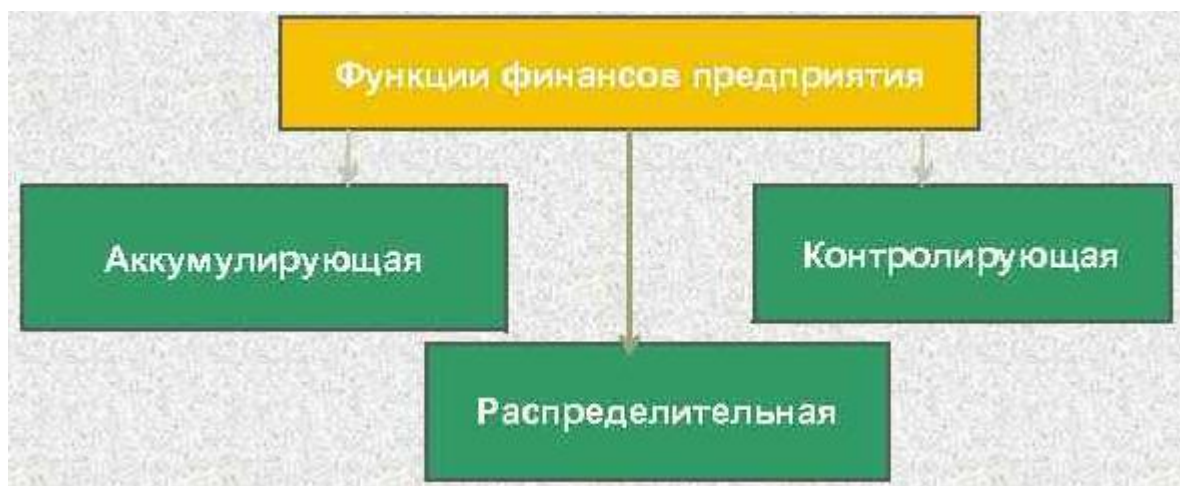 Функции финансов предприятия
Аккумулирующая
Контролирующая
Распределительная